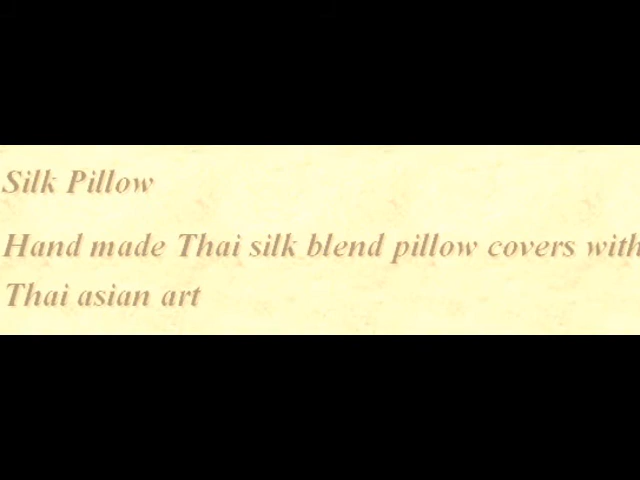 Silk Pillow
Hand made Thai silk blend pillow covers with
Thai asian art